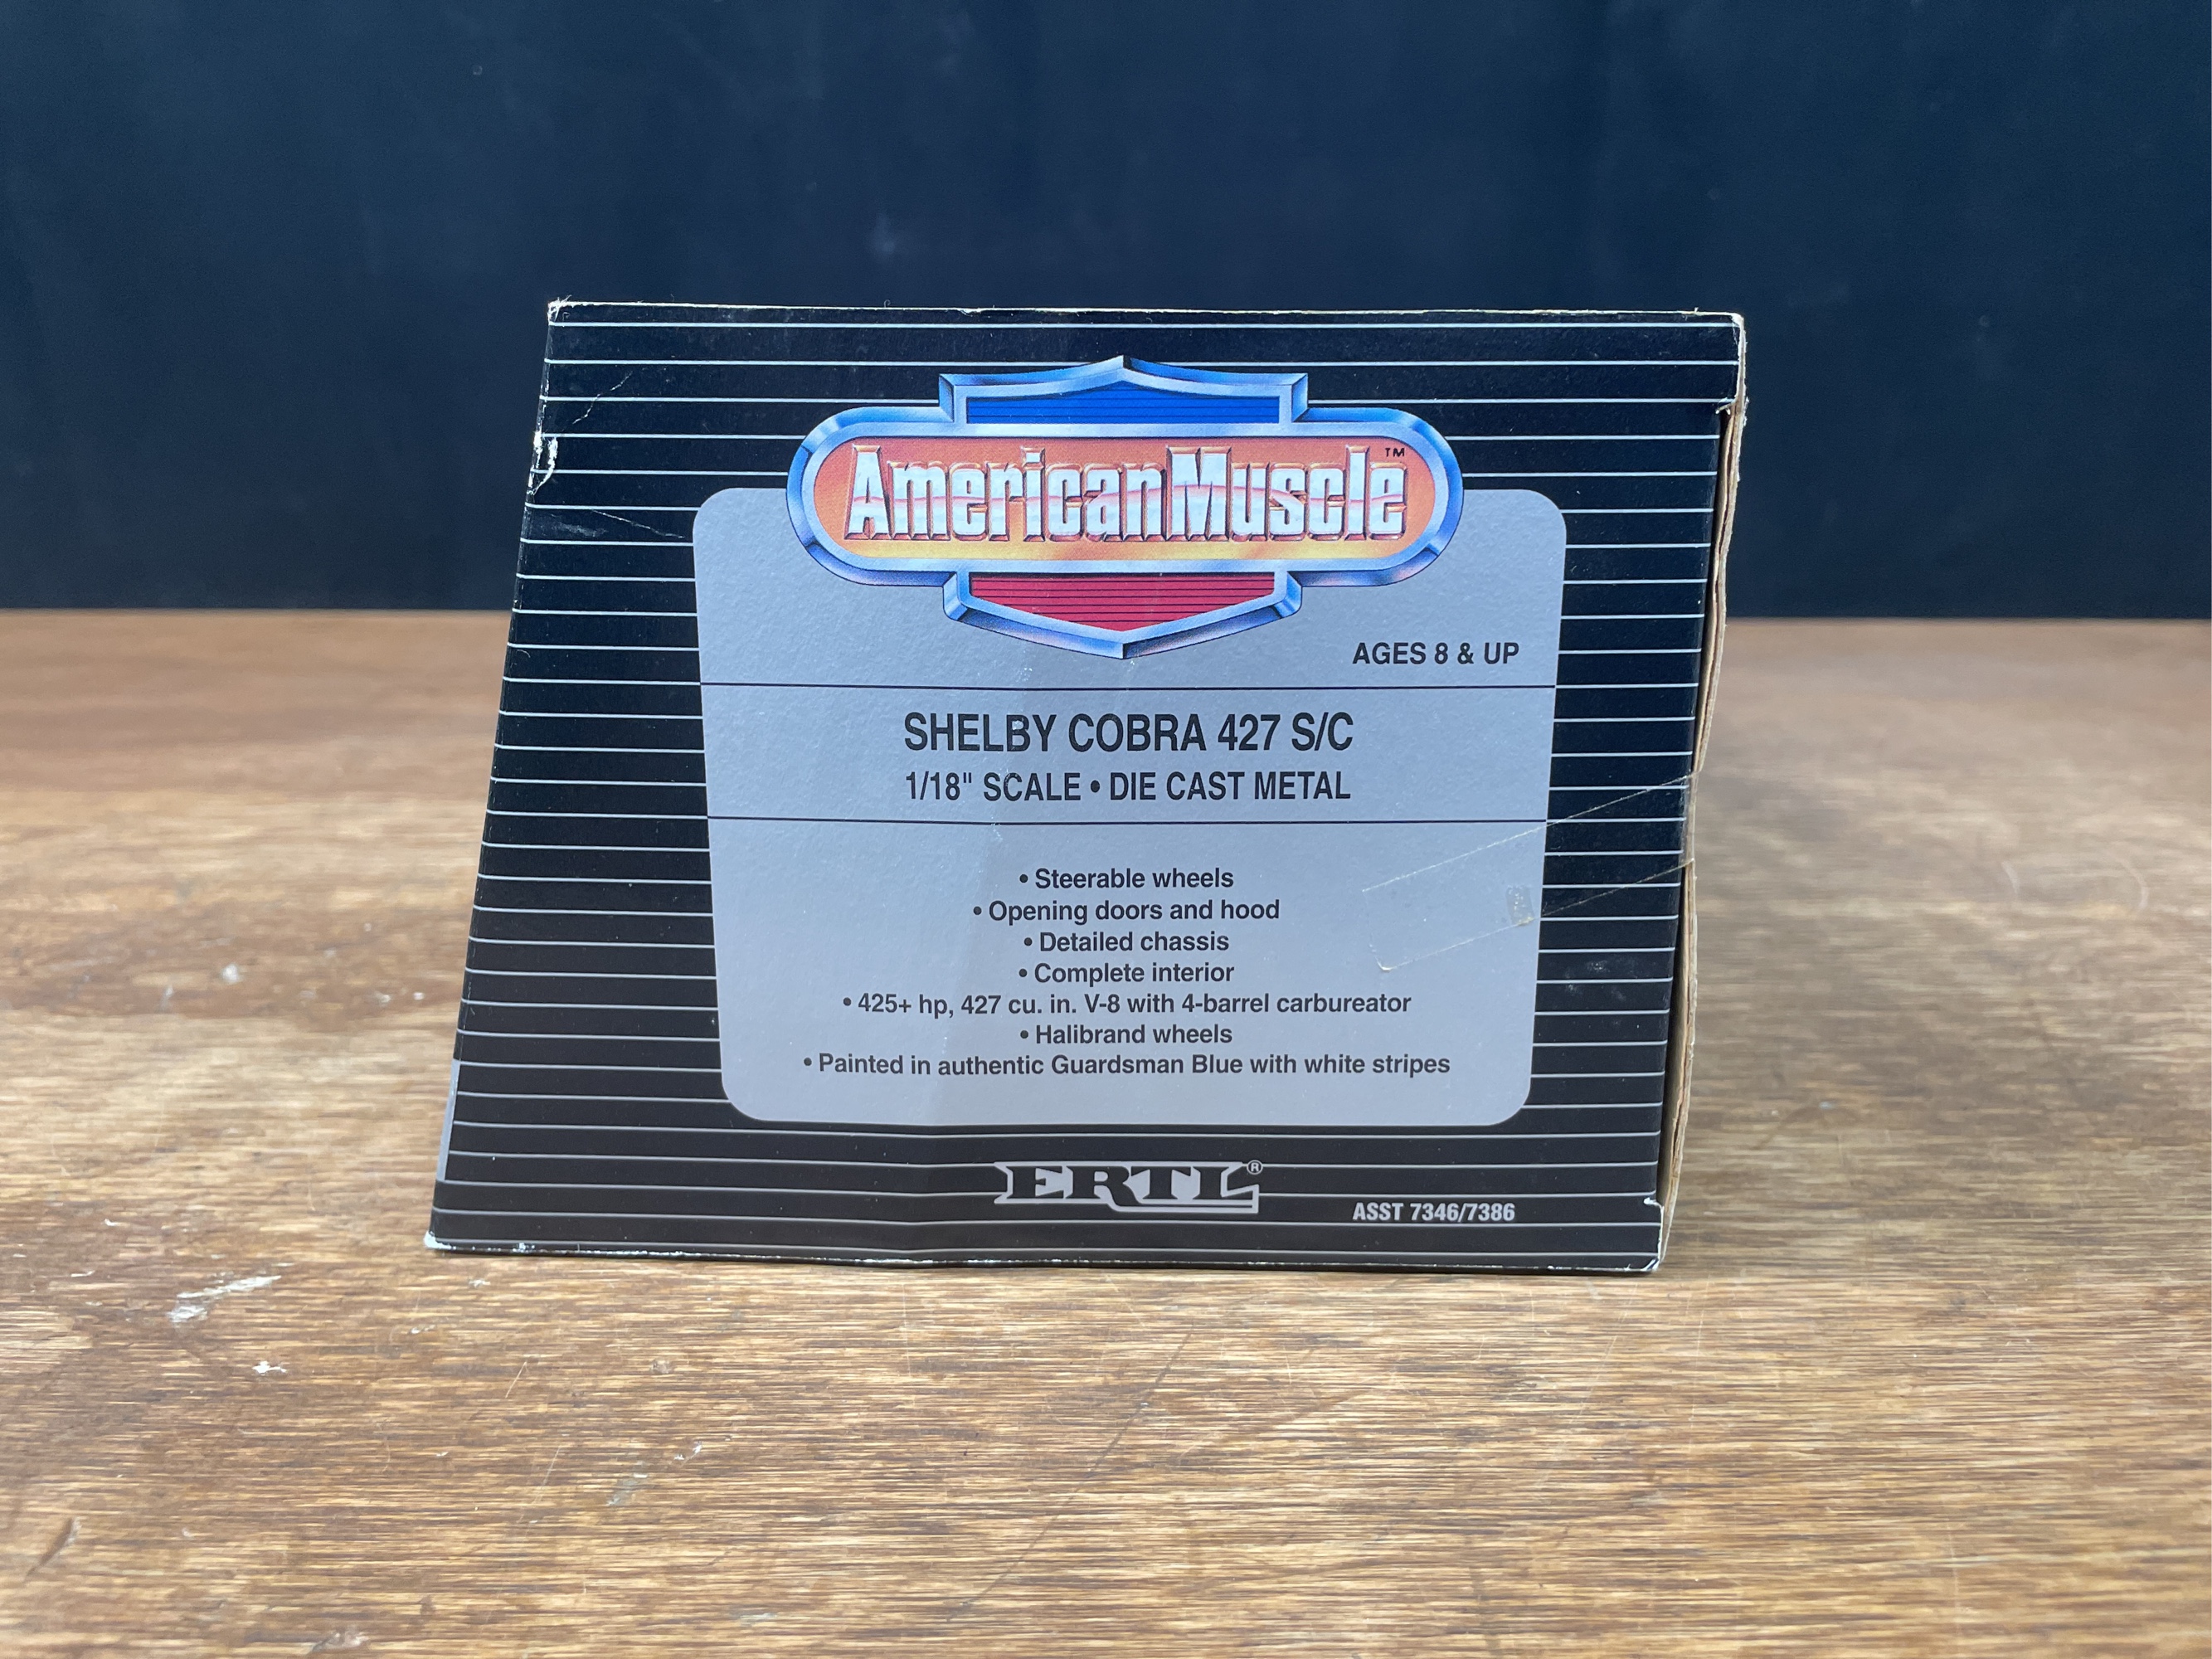 AmericanMuscle™
AGES 8 & UP
SHELBY COBRA 427 S/C
1/18" SCALE • DIE CAST METAL
• Steerable wheels
• Opening doors and hood
• Detailed chassis
• Complete interior
• 425+ hp, 427 cu. in. V-8 with 4-barrel carbureator
• Halibrand wheels
• Painted in authentic Guardsman Blue with white stripes
ERTL®
ASST 7346/7386